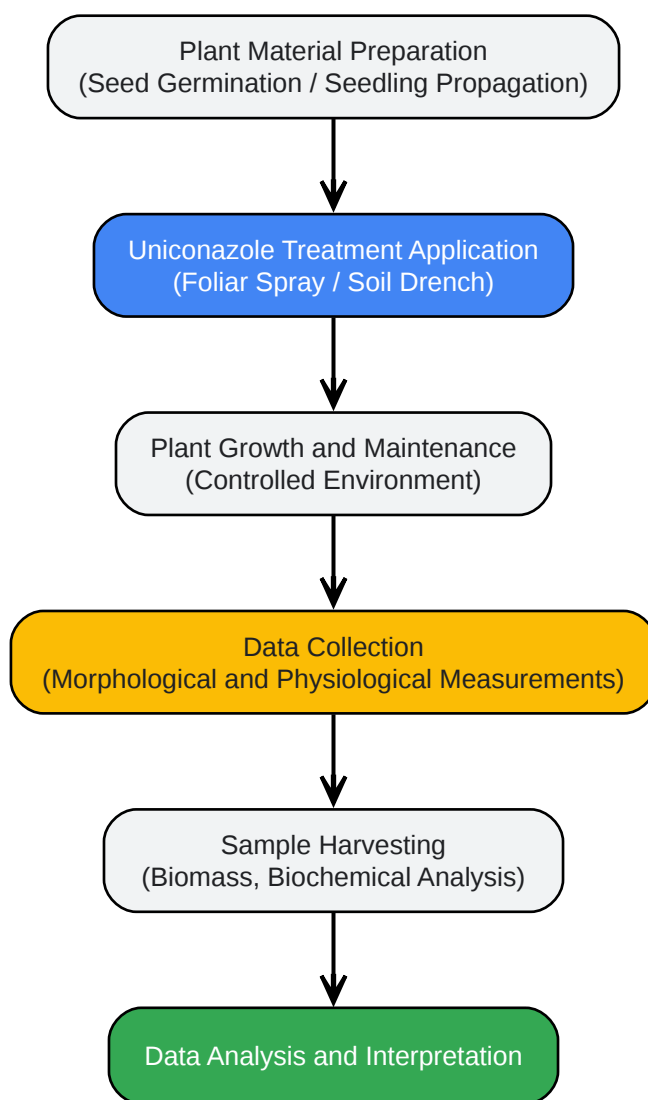 Plant Material Preparation
(Seed Germination / Seedling Propagation)
Uniconazole Treatment Application
(Foliar Spray / Soil Drench)
Plant Growth and Maintenance
(Controlled Environment)
Data Collection
(Morphological and Physiological Measurements)
Sample Harvesting
(Biomass, Biochemical Analysis)
Data Analysis and Interpretation